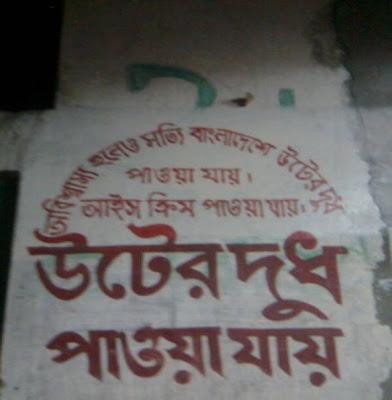 অবিশ্বাস্য হলেও সত্যি বাংলাদেশে উটের দুধ
পাওয়া যায়।
আইস ক্রিম পাওয়া যায়।
উটের দুধ
পাওয়া যায়